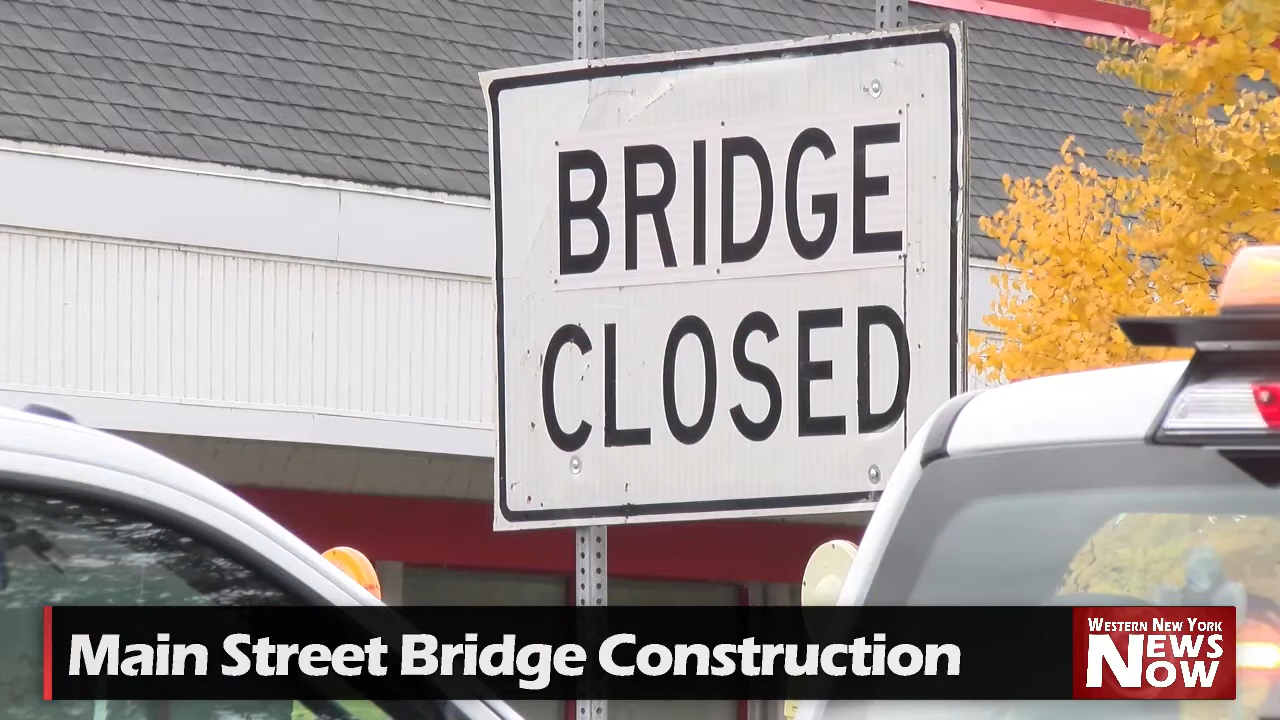 BRIDGE
CLOSED
Main Street Bridge Construction
WESTERN NEW YORK
NEWS
NOW